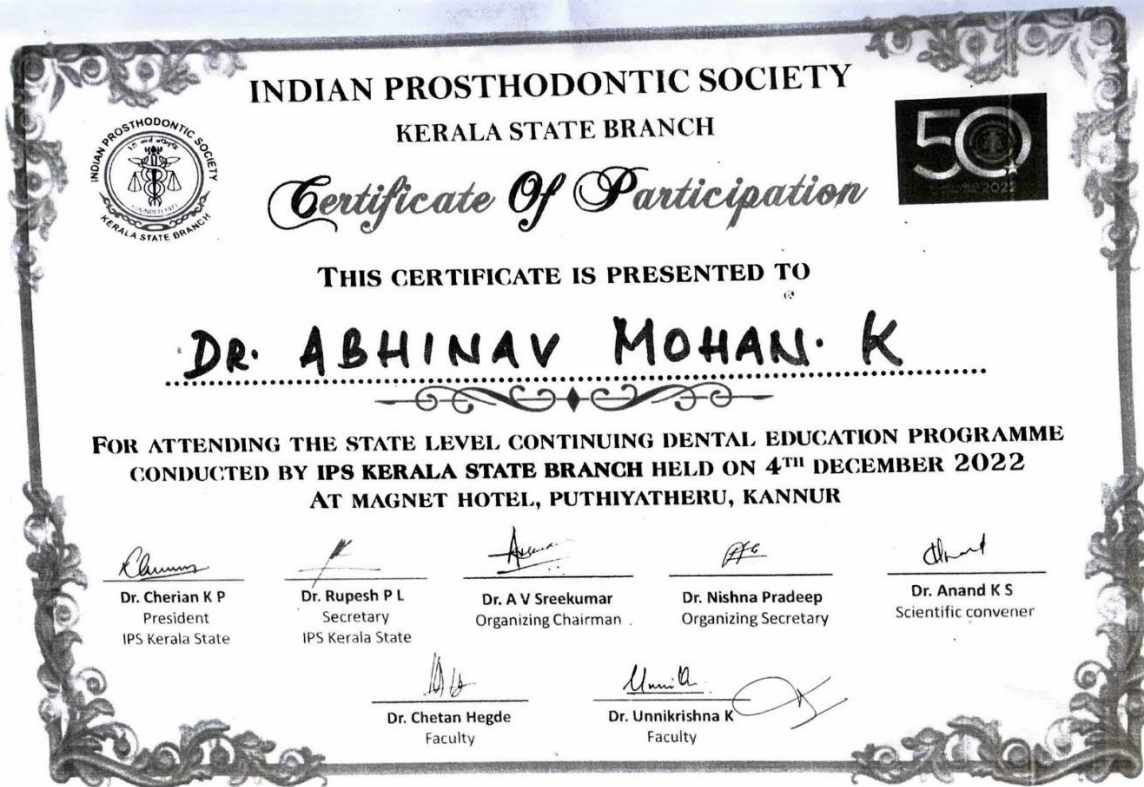 INDIAN PROSTHODONTIC SOCIETY
KERALA STATE BRANCH
INDIAN PROSTHODONTIC SOCIETY
FOUNDED 1973
KERALA STATE BRANCH
50
2022
Certificate Of Participation
THIS CERTIFICATE IS PRESENTED TO
DR. ABHINAV MOHAN. K
FOR ATTENDING THE STATE LEVEL CONTINUING DENTAL EDUCATION PROGRAMME
CONDUCTED BY IPS KERALA STATE BRANCH HELD ON 4TH DECEMBER 2022
AT MAGNET HOTEL, PUTHIYATHERU, KANNUR
Dr. Cherian K P
President
IPS Kerala State
Dr. Rupesh P L
Secretary
IPS Kerala State
Dr. A V Sreekumar
Organizing Chairman
Dr. Nishna Pradeep
Organizing Secretary
Dr. Anand K S
Scientific convener
Dr. Chetan Hegde
Faculty
Dr. Unnikrishna K
Faculty